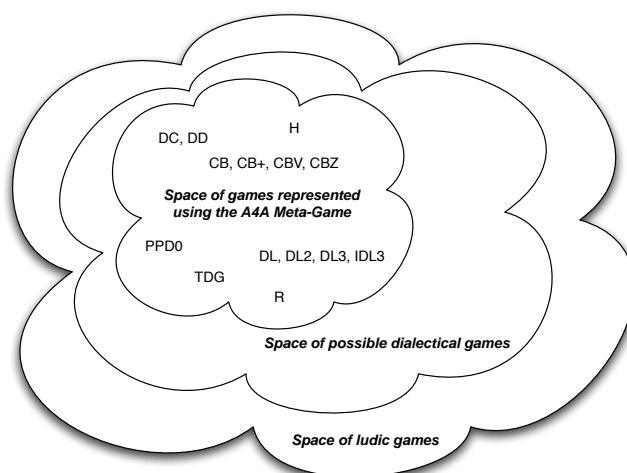 H
DC, DD
CB, CB+, CBV, CBZ
Space of games represented
using the A4A Meta-Game
PPD0
DL, DL2, DL3, IDL3
TDG
R
Space of possible dialectical games
Space of ludic games